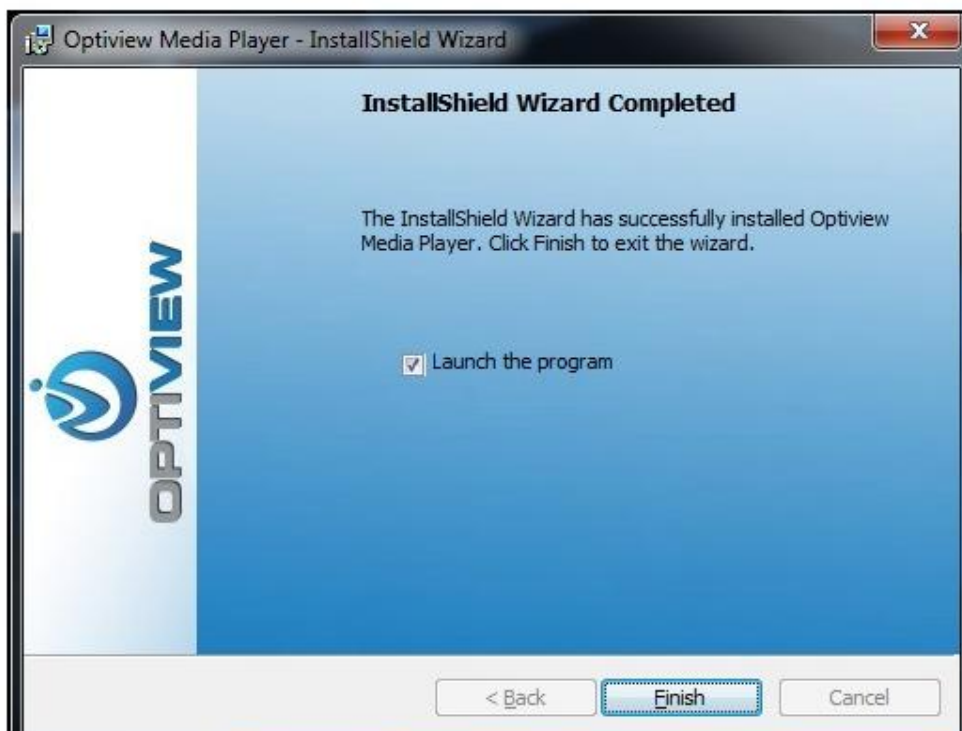 Optiview Media Player - InstallShield Wizard
InstallShield Wizard Completed
The InstallShield Wizard has successfully installed Optiview
Media Player. Click Finish to exit the wizard.
OPTIVIEW
Launch the program
< Back
Finish
Cancel